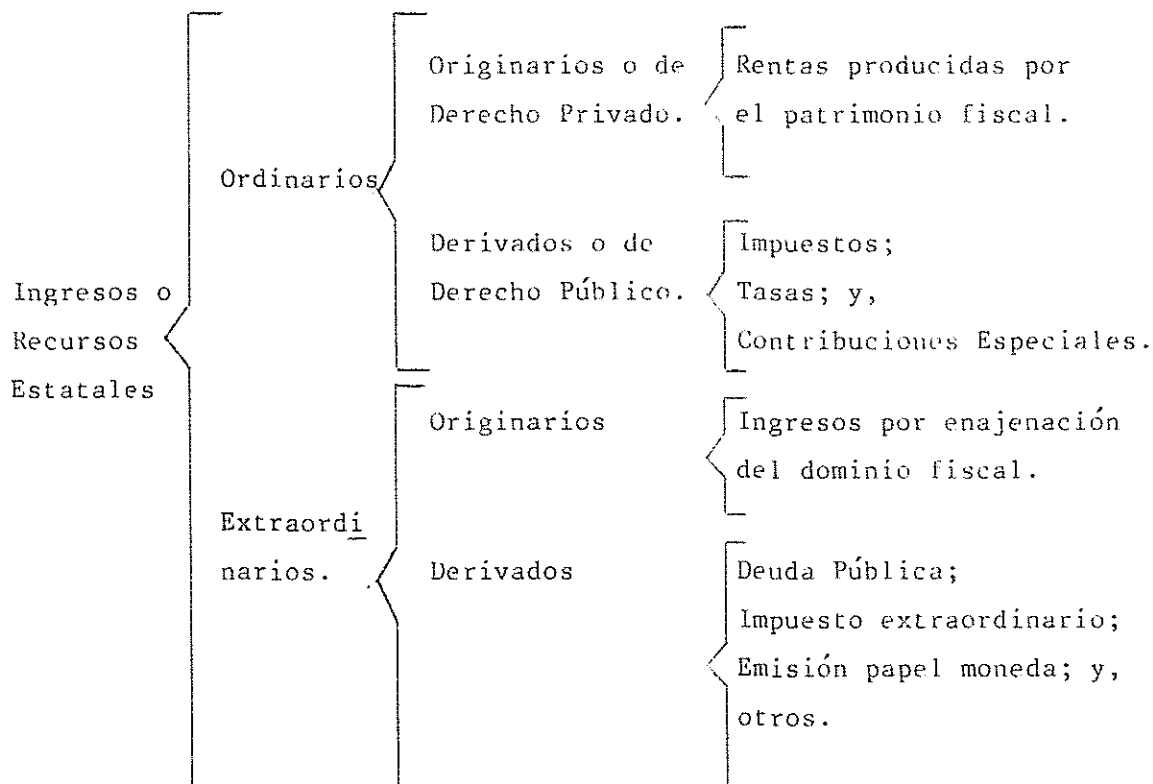 Ingresos o
Recursos
Estatales
Ordinarios
Originarios o de
Derecho Privado.
Rentas producidas por
el patrimonio fiscal.
Derivados o de
Derecho Público.
Impuestos;
Tasas; y,
Contribuciones Especiales.
Extraordi
narios.
Originarios
Ingresos por enajenación
del dominio fiscal.
Derivados
Deuda Pública;
Impuesto extraordinario;
Emisión papel moneda; y,
otros.